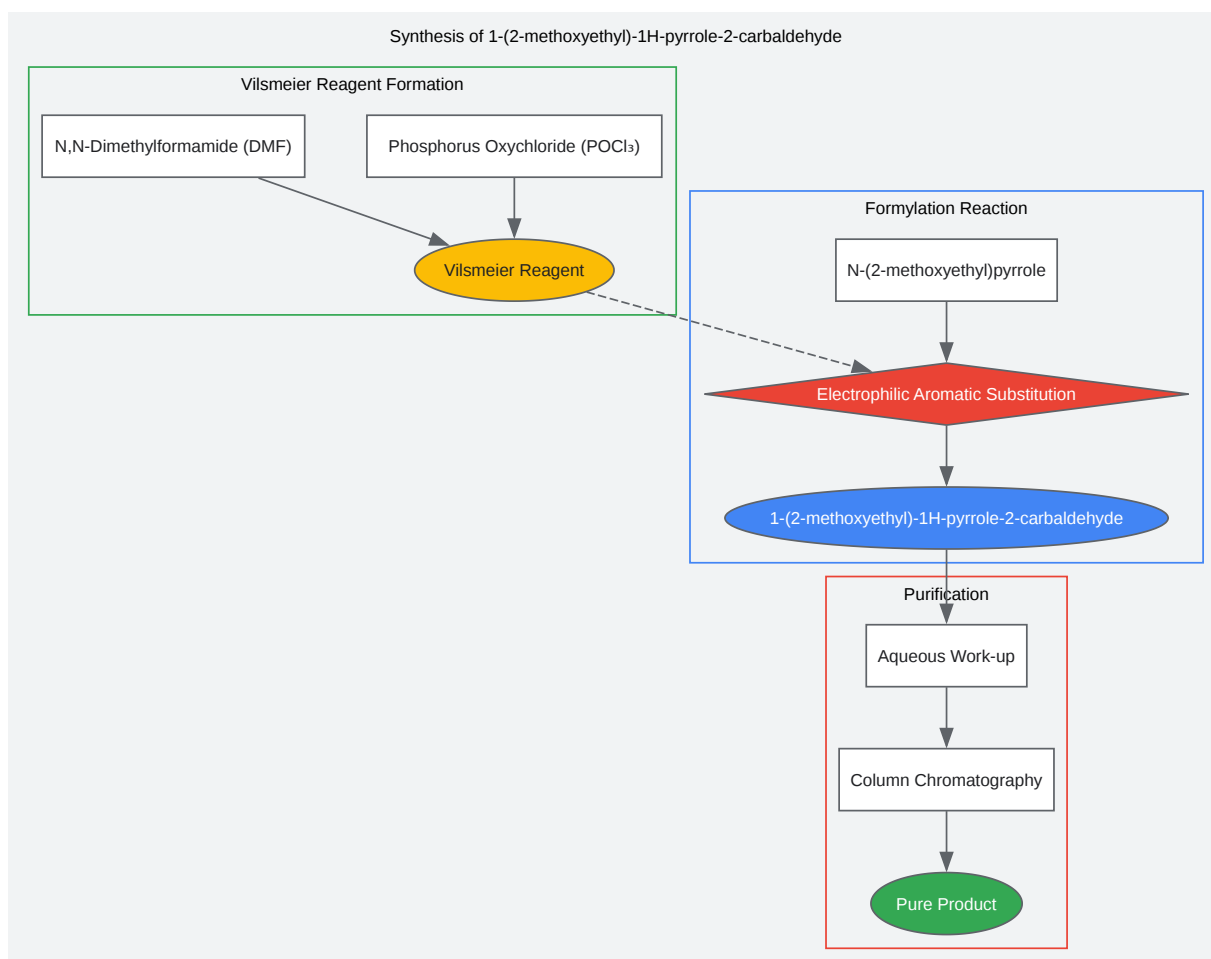 Synthesis of 1-(2-methoxyethyl)-1H-pyrrole-2-carbaldehyde
Vilsmeier Reagent Formation
N,N-Dimethylformamide (DMF)
Phosphorus Oxychloride (POCl₃)
Vilsmeier Reagent
Formylation Reaction
N-(2-methoxyethyl)pyrrole
Electrophilic Aromatic Substitution
1-(2-methoxyethyl)-1H-pyrrole-2-carbaldehyde
Purification
Aqueous Work-up
Column Chromatography
Pure Product